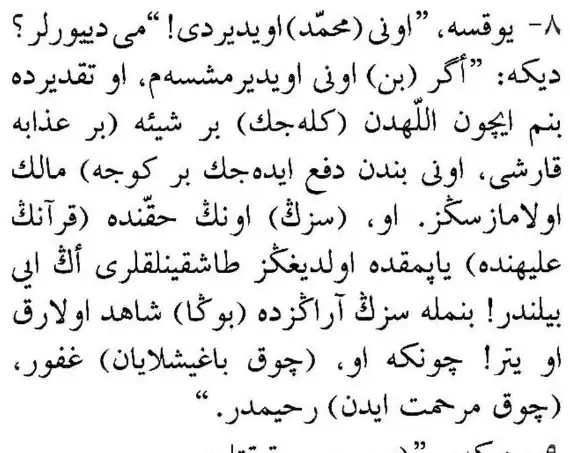 ٨- يوقسه، ”اونى (محمّد) اويديردى!“ مى دييورلر؟
ديكه: ”أگر (بن) اونى اويديرمشسه‌م، او تقديرده
بنم ايچون اللّٰهدن (كله‌جك) بر شيئه (بر عذابه
قارشى، اونى بندن دفع ايده‌جك بر كوجه) مالك
اولامازسڭز. او، (سزڭ) اونڭ حقّنده (قرآنڭ
عليهنده) ياپمقده اولديغڭز طاشقينلقلرى أڭ ايى
بيلندر! بنمله سزڭ آراڭزده (بوڭا) شاهد اولارق
او يتر! چونكه او، (چوق باغيشلايان) غفور،
(چوق مرحمت ايدن) رحيمدر.“